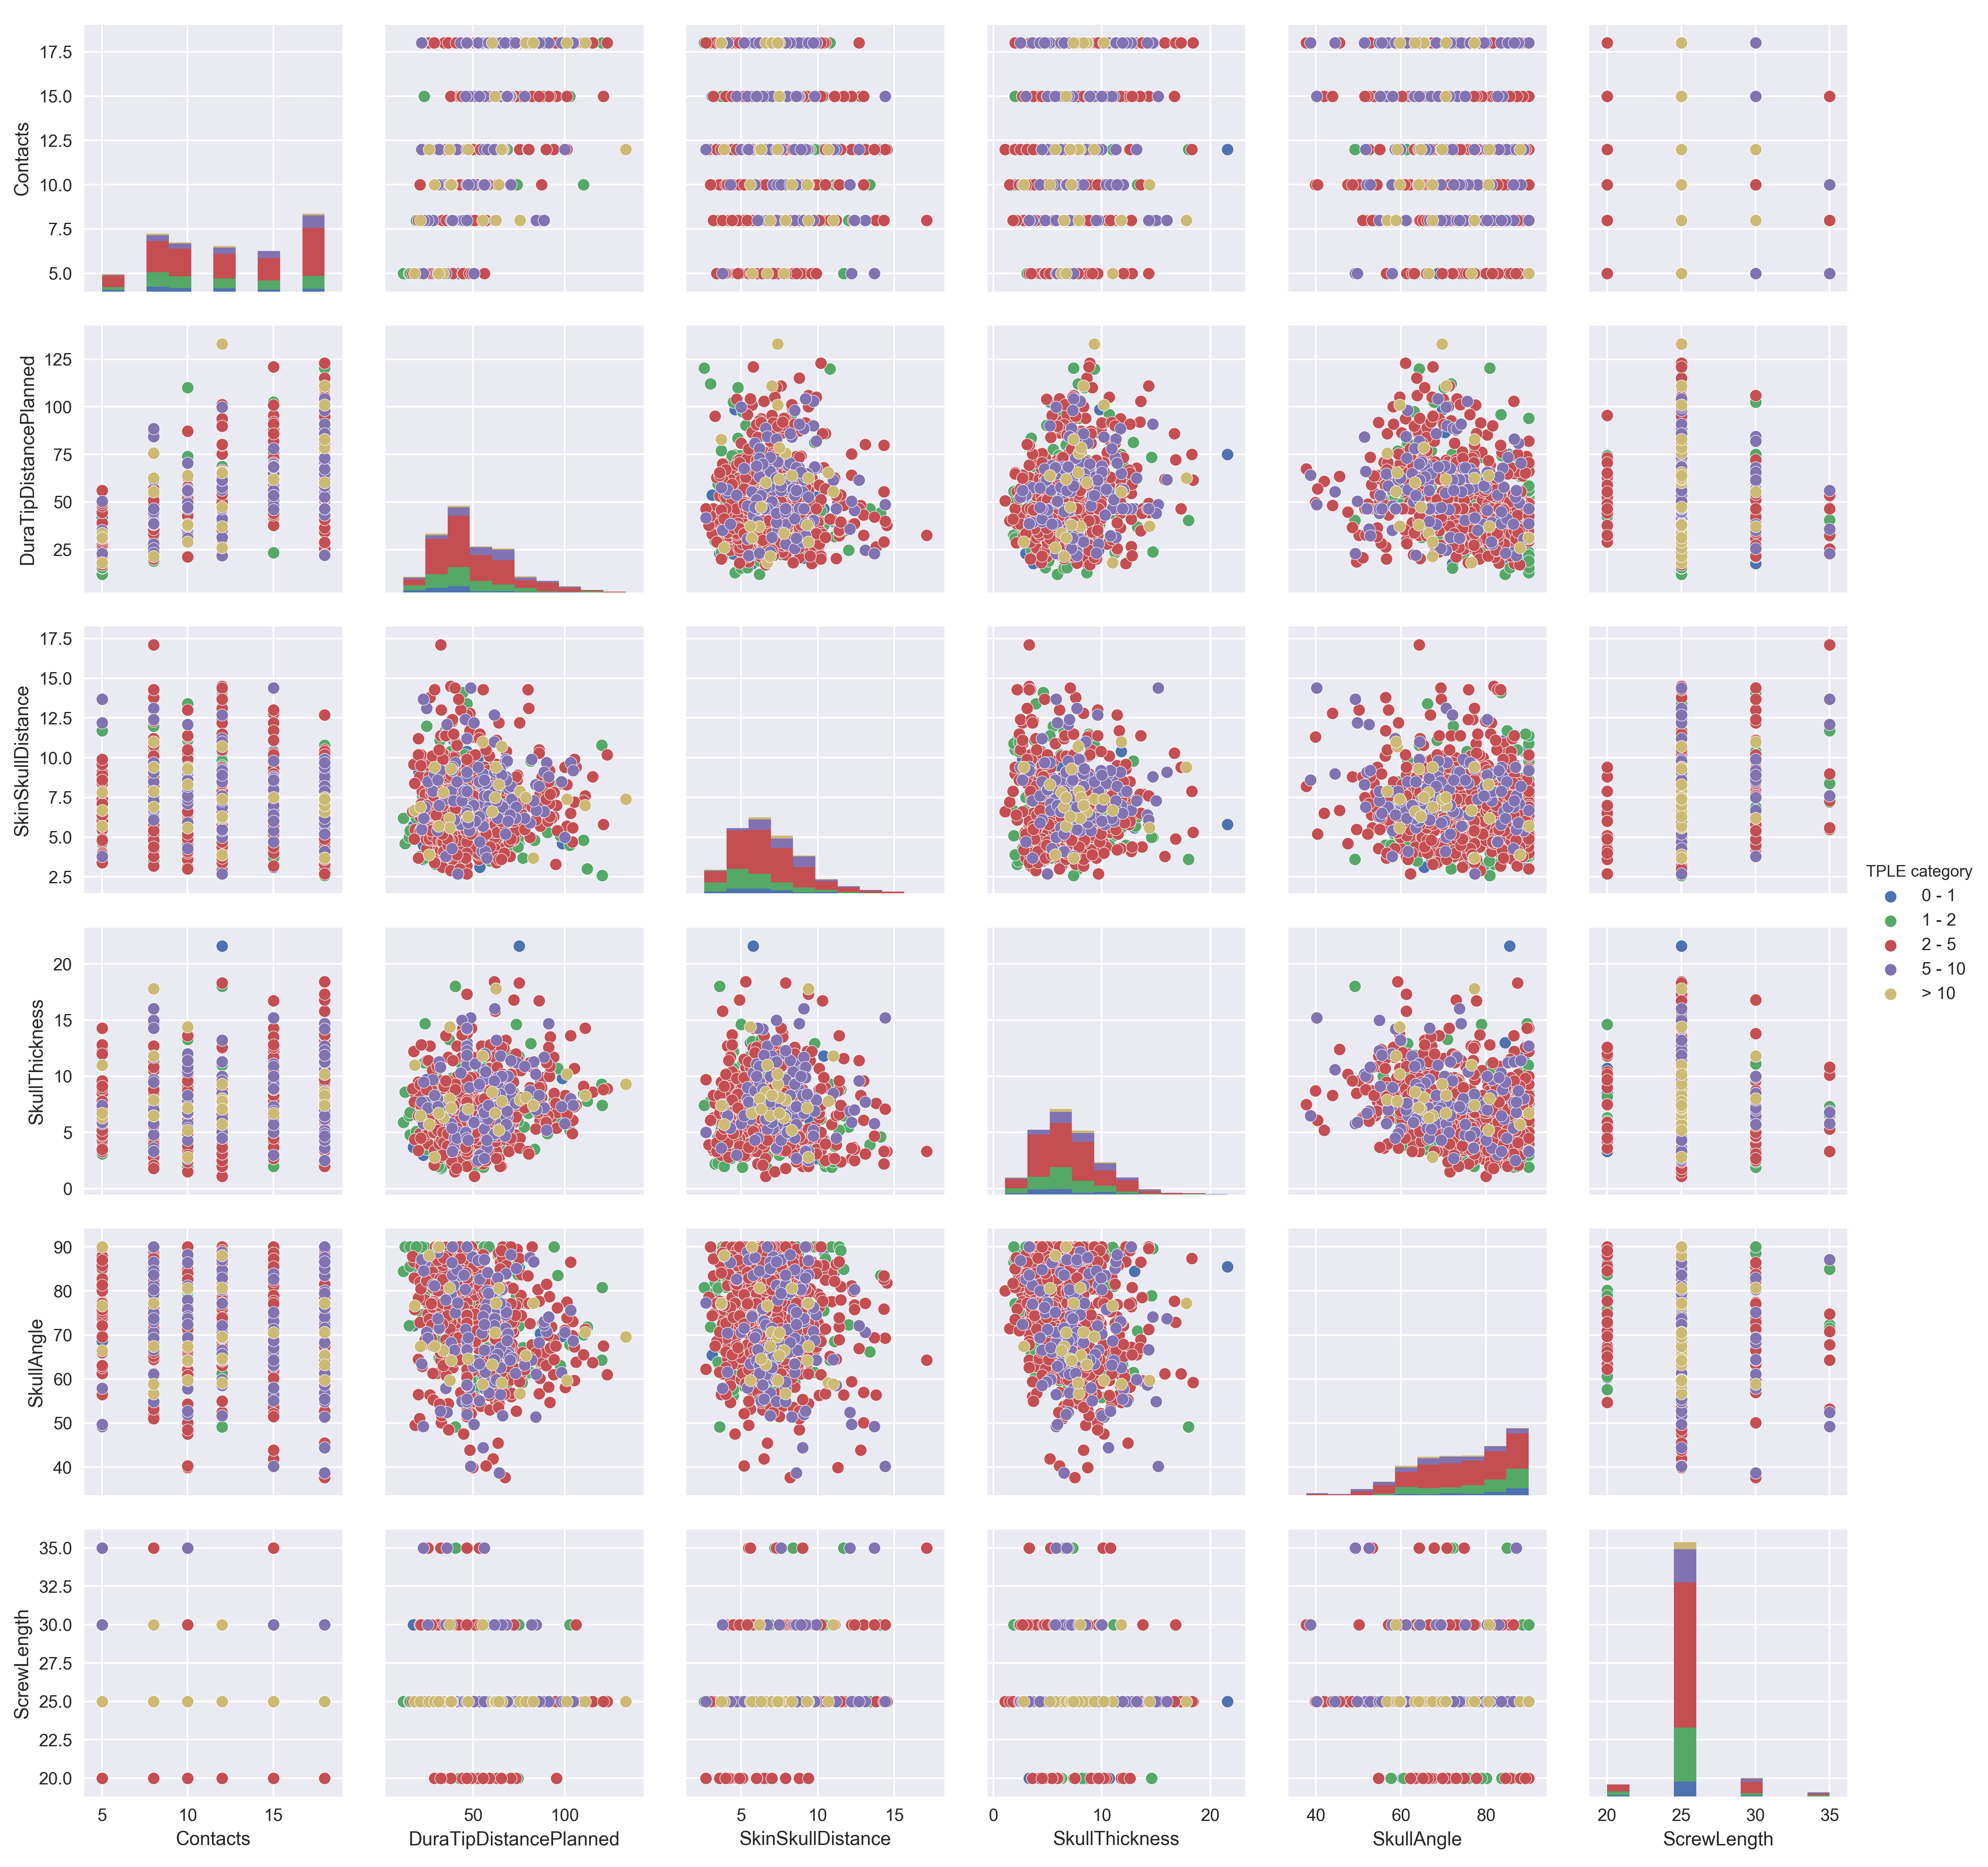 Contacts
17.5
15.0
12.5
10.0
7.5
5.0
DuraTipDistancePlanned
125
100
75
50
25
SkinSkullDistance
17.5
15.0
12.5
10.0
7.5
5.0
2.5
TPLE category
0 - 1
1 - 2
2 - 5
5 - 10
> 10
SkullThickness
20
15
10
5
0
SkullAngle
90
80
70
60
50
40
ScrewLength
35.0
32.5
30.0
27.5
25.0
22.5
20.0
5 10 15 50 100 5 10 15 0 10 20 40 60 80 20 25 30 35
Contacts DuraTipDistancePlanned SkinSkullDistance SkullThickness SkullAngle ScrewLength